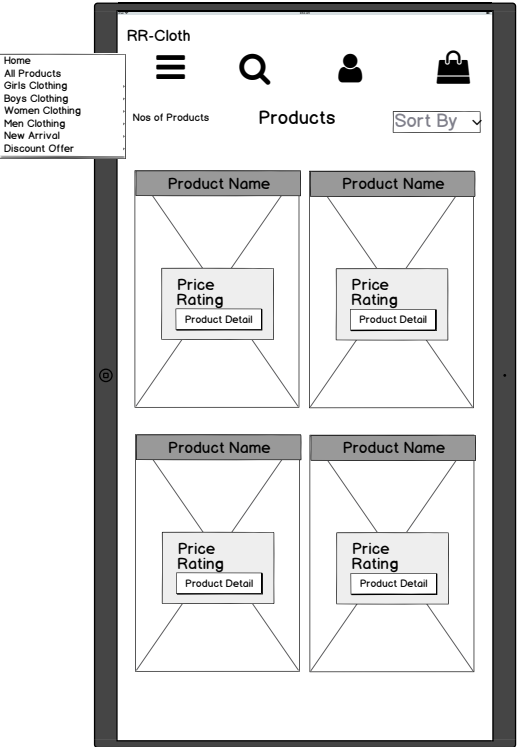 RR-Cloth
Home
All Products
Girls Clothing
Boys Clothing
Women Clothing
Men Clothing
New Arrival
Discount Offer
Nos of Products
Products
Sort By
Product Name
Product Name
Price
Rating
Product Detail
Price
Rating
Product Detail
Product Name
Product Name
Price
Rating
Product Detail
Price
Rating
Product Detail